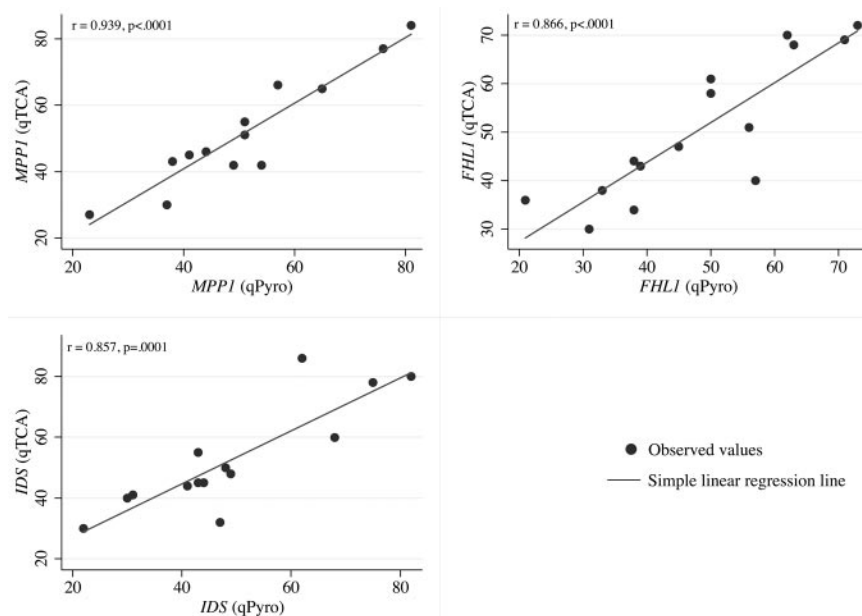 r = 0.939, p<.0001
MPP1 (qTCA)
80
60
40
20
20 40 60 80
MPP1 (qPyro)
r = 0.866, p<.0001
FHL1 (qTCA)
70
60
50
40
30
20 30 40 50 60 70
FHL1 (qPyro)
r = 0.857, p=.0001
IDS (qTCA)
80
60
40
20
20 40 60 80
IDS (qPyro)
Observed values
Simple linear regression line